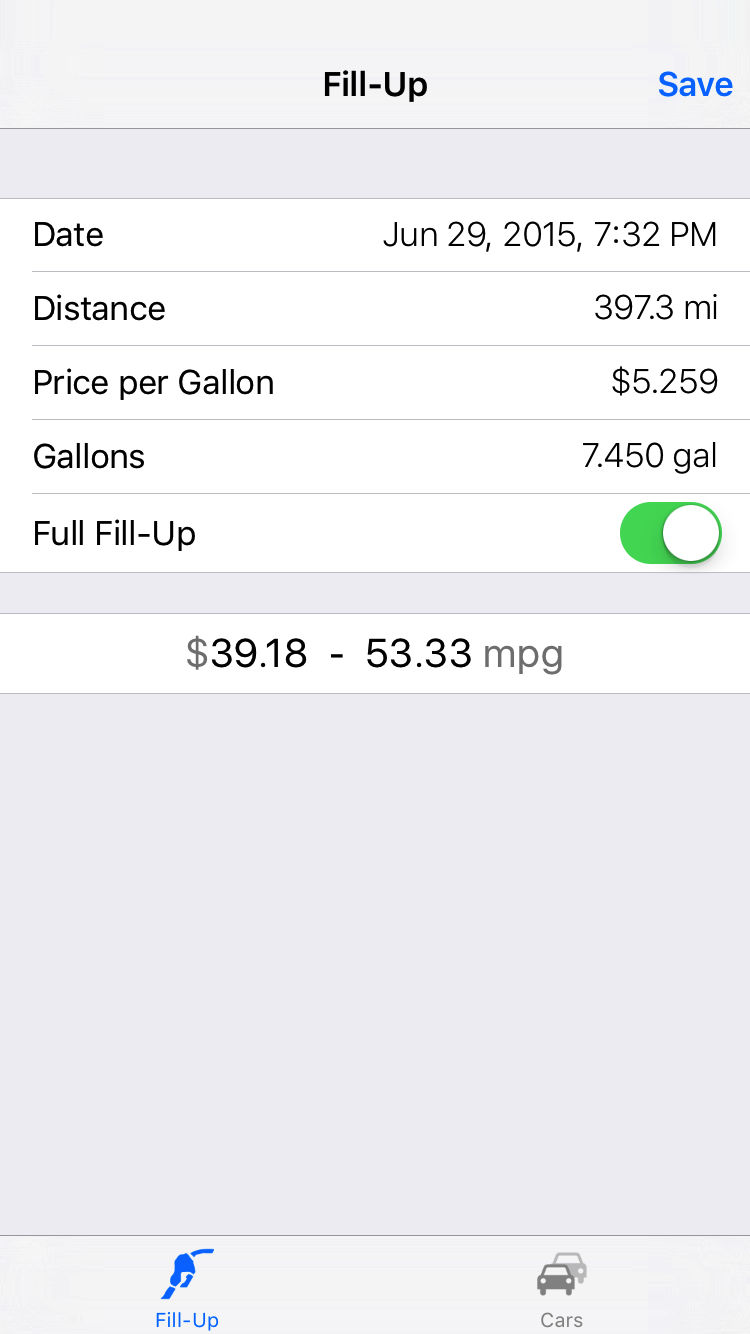 Fill-Up Save
Date Jun 29, 2015, 7:32 PM
Distance 397.3 mi
Price per Gallon $5.259
Gallons 7.450 gal
Full Fill-Up
$39.18 - 53.33 mpg
Fill-Up Cars